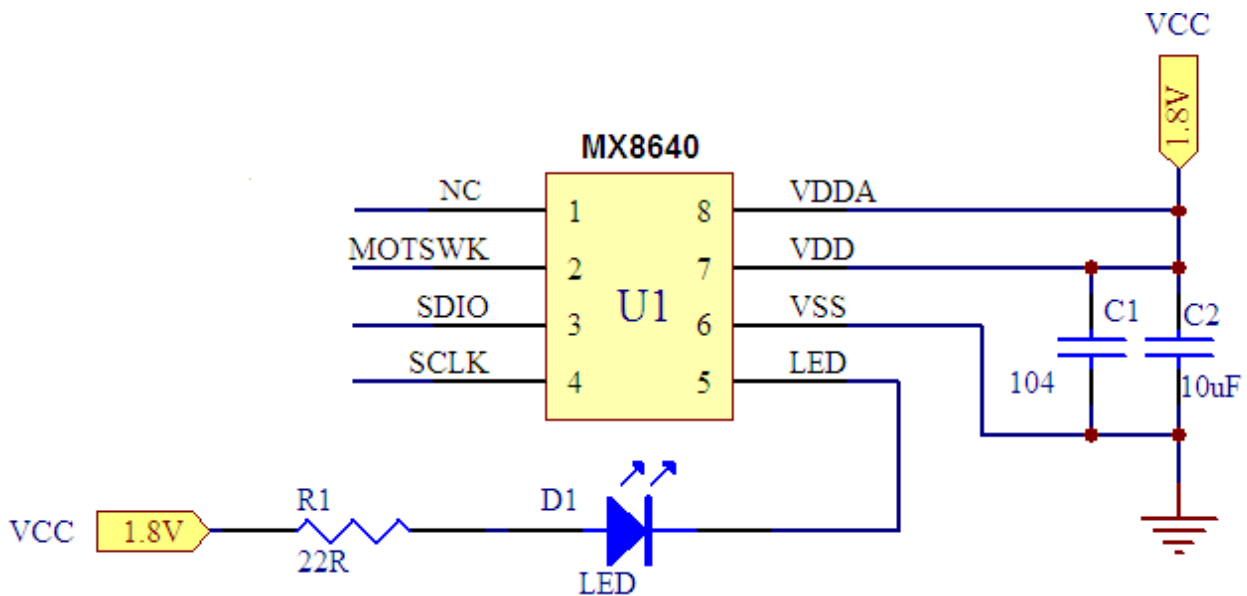 VCC
1.8V
MX8640
NC 1 8 VDDA
MOTSWK 2 7 VDD
SDIO 3 U1 6 VSS C1 C2
SCLK 4 5 LED 104 10uF
R1 D1
VCC 1.8V
22R LED